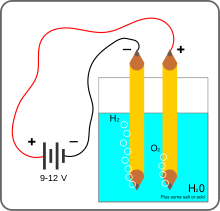 − +
H₂
+ −
O₂
9-12 V
H₂0
Plus some salt or acid